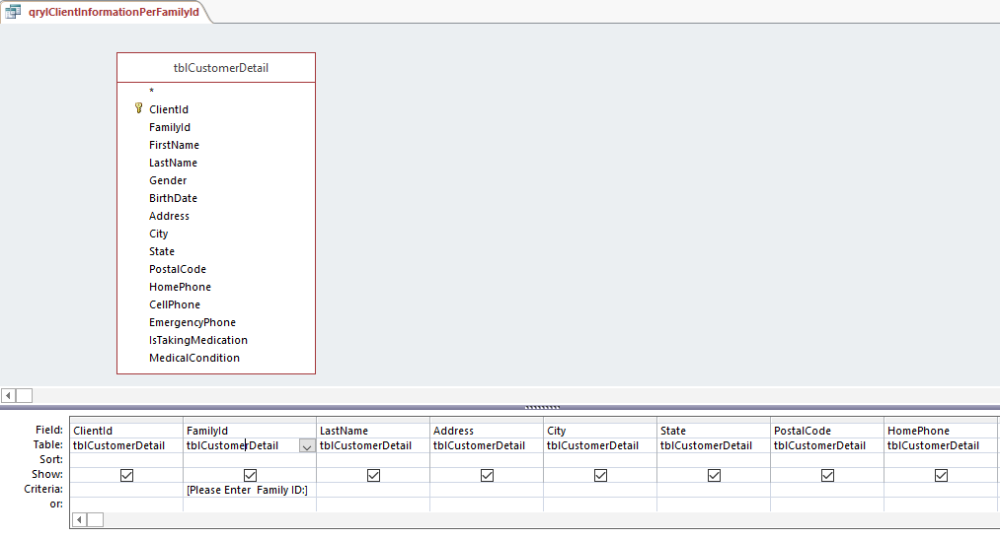 qrylClientInformationPerFamilyId
tblCustomerDetail
*
ClientId
FamilyId
FirstName
LastName
Gender
BirthDate
Address
City
State
PostalCode
HomePhone
CellPhone
EmergencyPhone
IsTakingMedication
MedicalCondition
Field: ClientId FamilyId LastName Address City State PostalCode HomePhone
Table: tblCustomerDetail tblCustomerDetail tblCustomerDetail tblCustomerDetail tblCustomerDetail tblCustomerDetail tblCustomerDetail tblCustomerDetail
Sort:
Show:
Criteria: [Please Enter  Family ID:]
or: